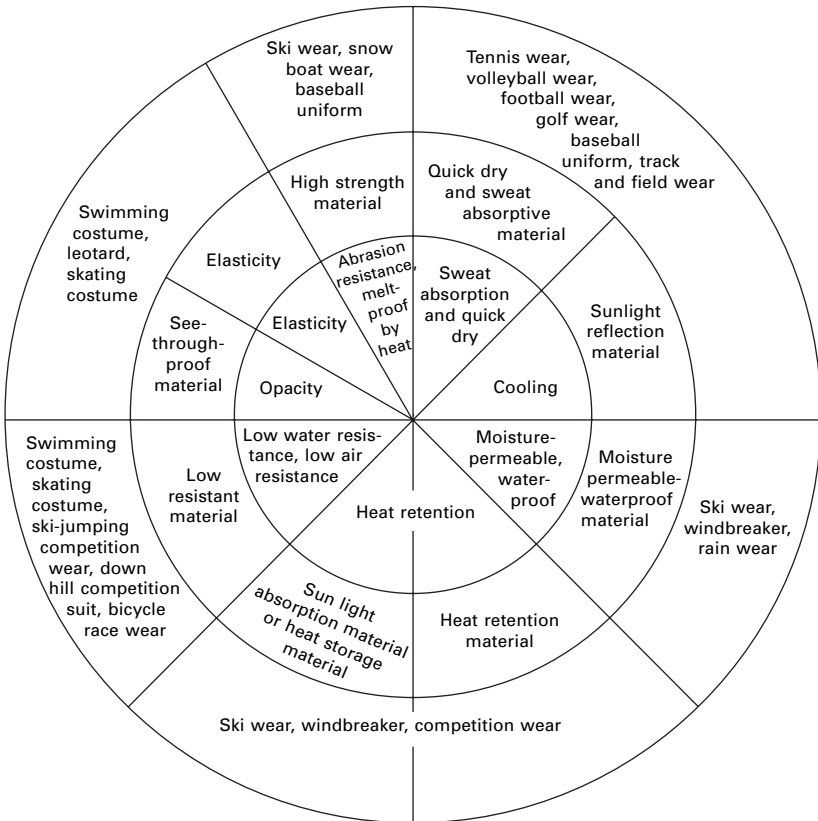 Ski wear, snow
boat wear,
baseball
uniform
Tennis wear,
volleyball wear,
football wear,
golf wear,
baseball
uniform, track
and field wear
High strength
material
Quick dry
and sweat
absorptive
material
Swimming
costume,
leotard,
skating
costume
Elasticity
Abrasion
resistance,
melt-
proof
by
heat
Sweat
absorption
and quick
dry
Sunlight
reflection
material
See-
through-
proof
material
Elasticity
Opacity
Cooling
Swimming
costume,
skating
costume,
ski-jumping
competition
wear, down
hill competition
suit, bicycle
race wear
Low
resistant
material
Low water resis-
tance, low air
resistance
Moisture-
permeable,
water-
proof
Moisture
permeable-
waterproof
material
Ski wear,
windbreaker,
rain wear
Heat retention
Sun light
absorption material
or heat storage
material
Heat retention
material
Ski wear, windbreaker, competition wear